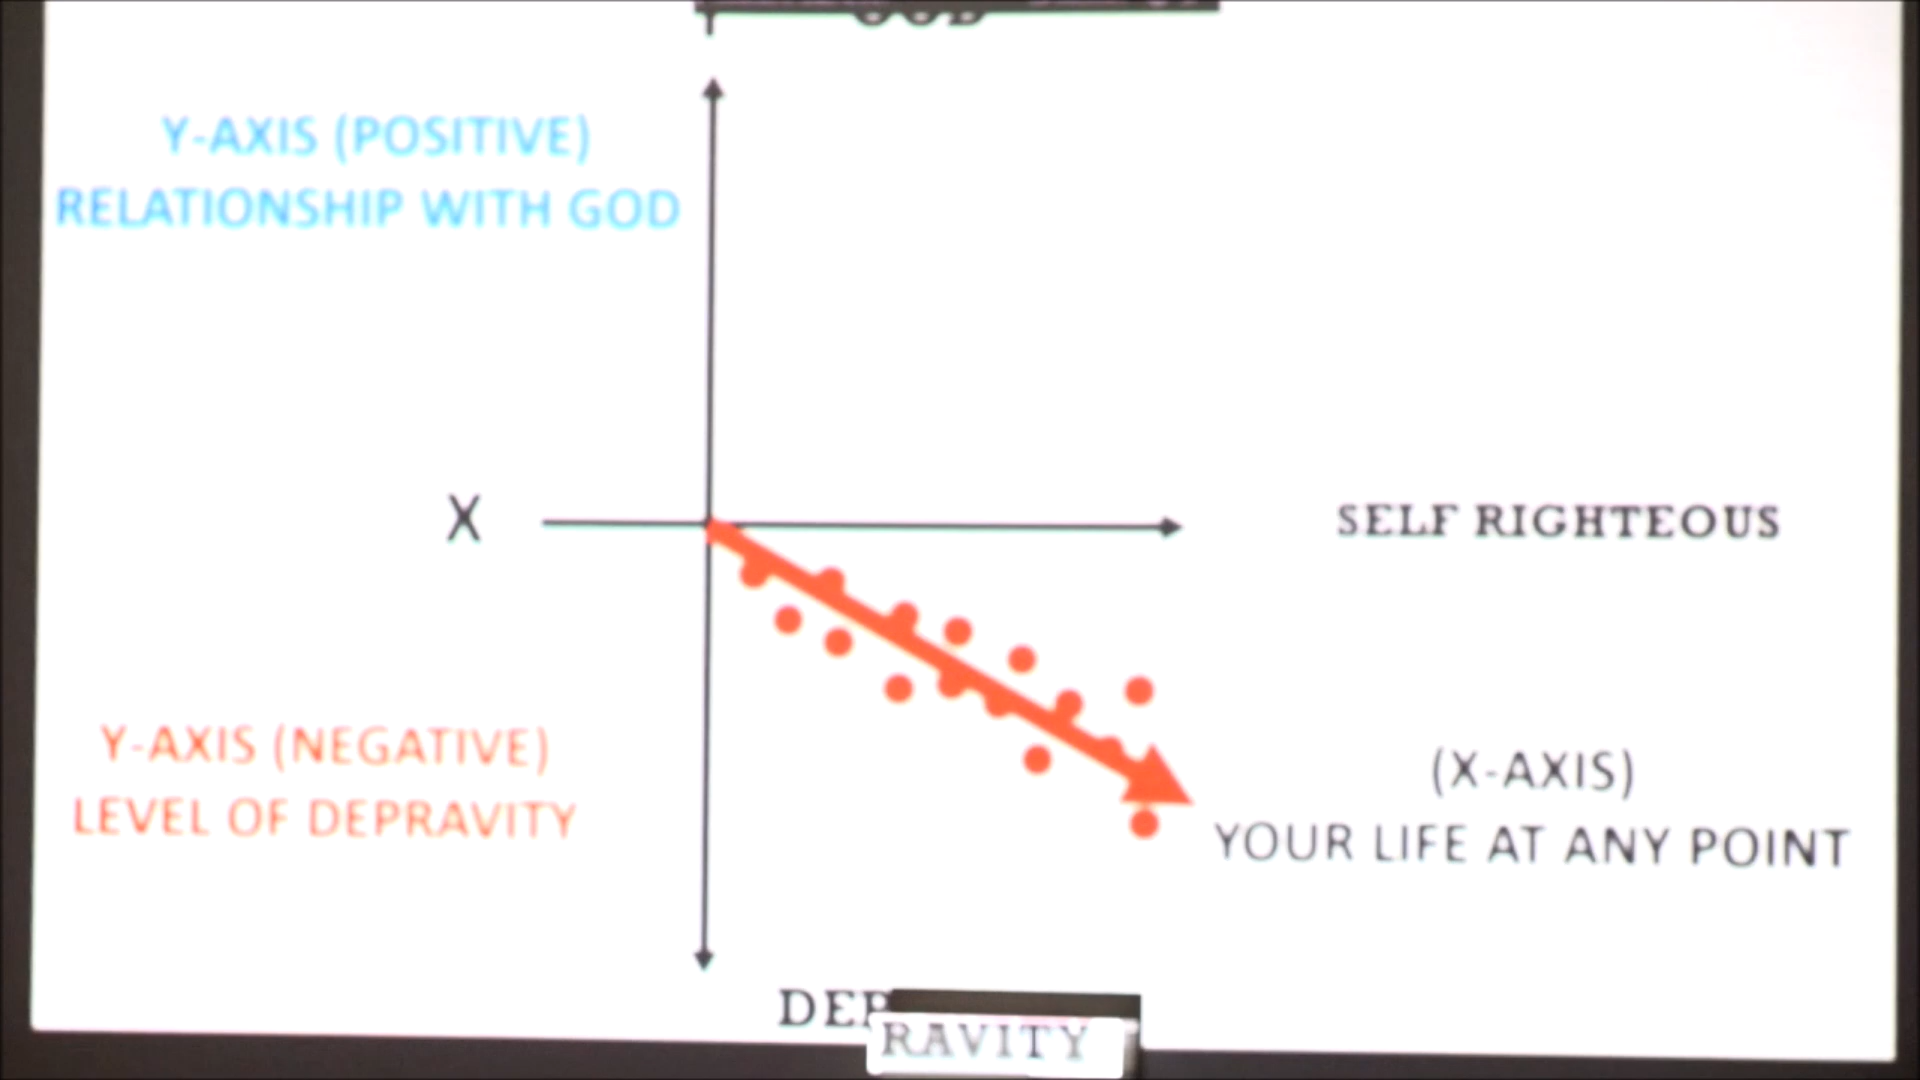 GOD
Y-AXIS (POSITIVE)
RELATIONSHIP WITH GOD
X
SELF RIGHTEOUS
Y-AXIS (NEGATIVE)
LEVEL OF DEPRAVITY
(X-AXIS)
YOUR LIFE AT ANY POINT
DEP
RAVITY